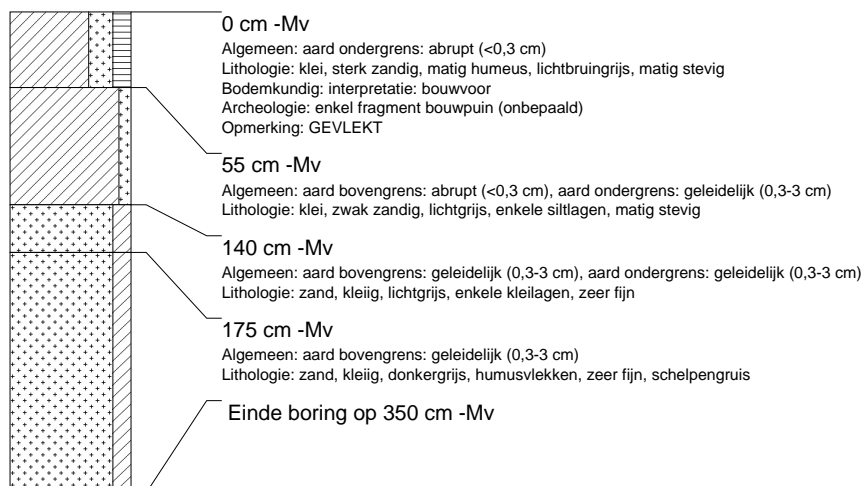 0 cm -Mv
Algemeen: aard ondergrens: abrupt (<0,3 cm)
Lithologie: klei, sterk zandig, matig humeus, lichtbruingrijs, matig stevig
Bodemkundig: interpretatie: bouwvoor
Archeologie: enkel fragment bouwpuin (onbepaald)
Opmerking: GEVLEKT
55 cm -Mv
Algemeen: aard bovengrens: abrupt (<0,3 cm), aard ondergrens: geleidelijk (0,3-3 cm)
Lithologie: klei, zwak zandig, lichtgrijs, enkele siltlagen, matig stevig
140 cm -Mv
Algemeen: aard bovengrens: geleidelijk (0,3-3 cm), aard ondergrens: geleidelijk (0,3-3 cm)
Lithologie: zand, kleiig, lichtgrijs, enkele kleilagen, zeer fijn
175 cm -Mv
Algemeen: aard bovengrens: geleidelijk (0,3-3 cm)
Lithologie: zand, kleiig, donkergrijs, humusvlekken, zeer fijn, schelpengruis
Einde boring op 350 cm -Mv